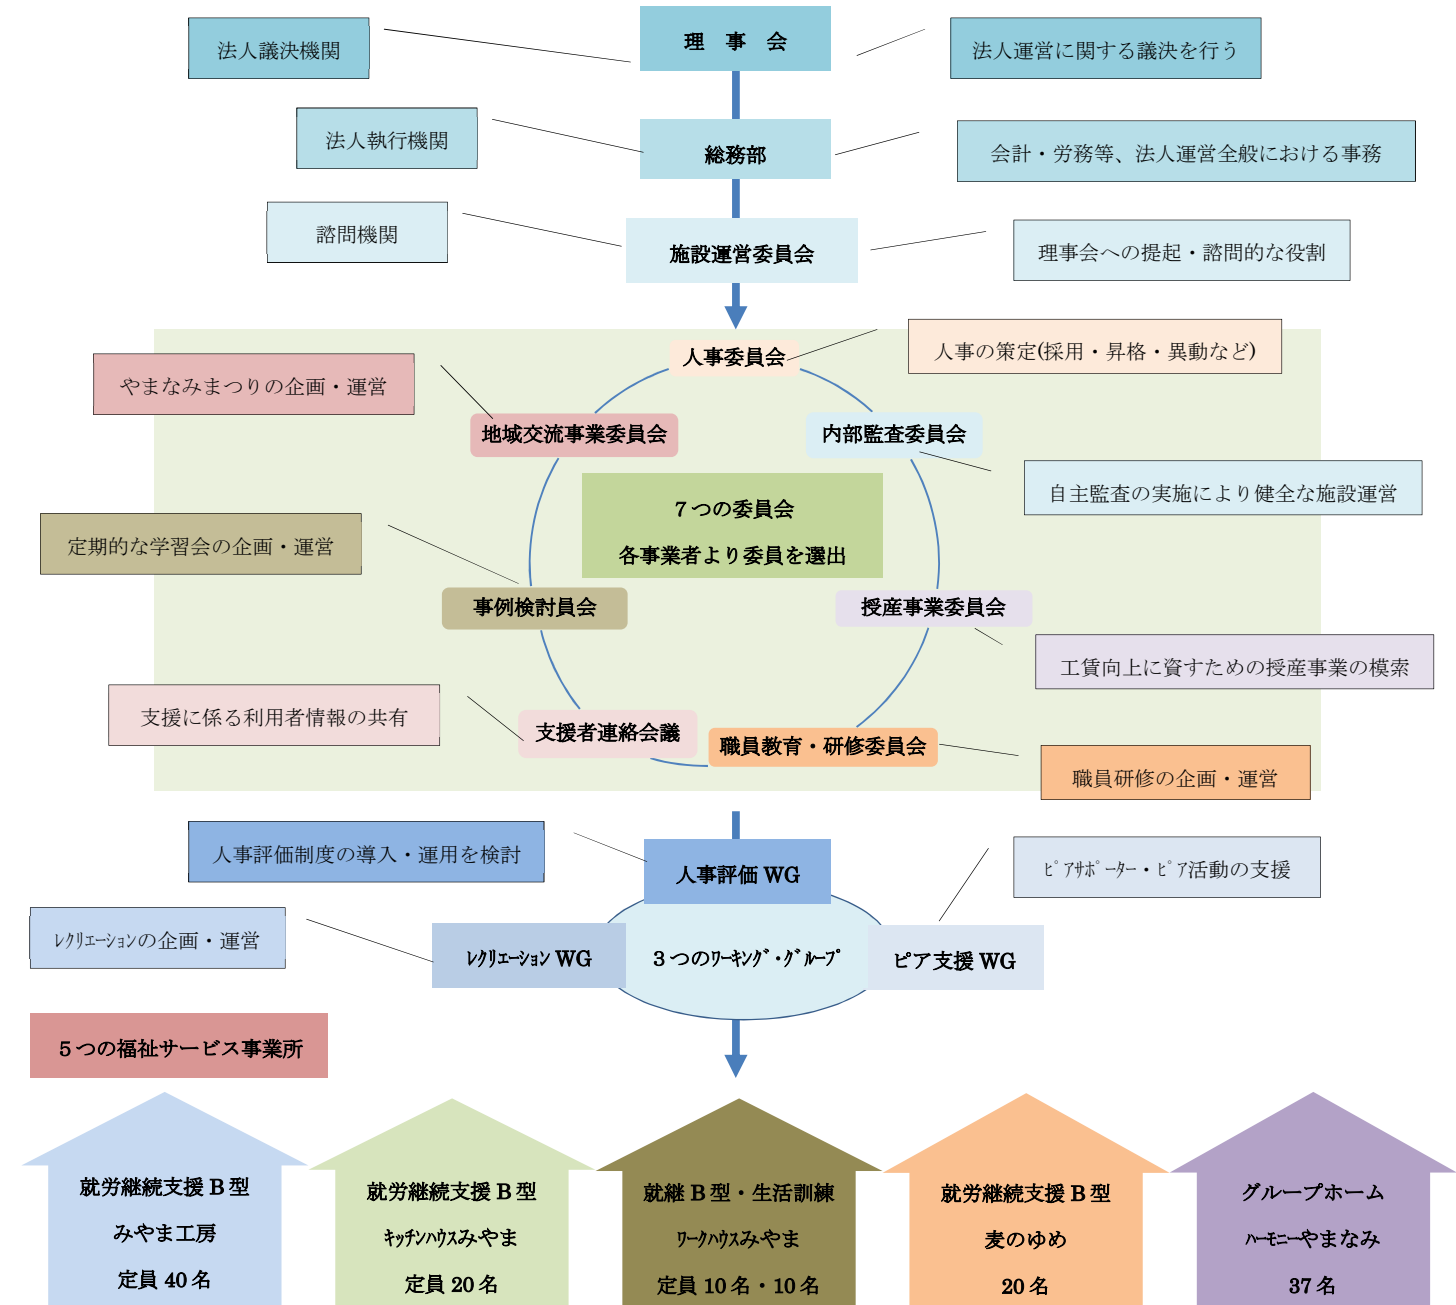 法人議決機関
理　事　会
法人運営に関する議決を行う
法人執行機関
総務部
会計・労務等、法人運営全般における事務
諮問機関
施設運営委員会
理事会への提起・諮問的な役割
人事委員会
人事の策定(採用・昇格・異動など)
やまなみまつりの企画・運営
地域交流事業委員会
内部監査委員会
自主監査の実施により健全な施設運営
７つの委員会
各事業者より委員を選出
定期的な学習会の企画・運営
事例検討員会
授産事業委員会
工賃向上に資すための授産事業の模索
支援に係る利用者情報の共有
支援者連絡会議
職員教育・研修委員会
職員研修の企画・運営
人事評価制度の導入・運用を検討
人事評価 WG
ﾋﾟｱｻﾎﾟｰﾀｰ・ﾋﾟｱ活動の支援
ﾚｸﾘｴｰｼｮﾝの企画・運営
ﾚｸﾘｴｰｼｮﾝ WG
３つのﾜｰｷﾝｸﾞ・ｸﾞﾙｰﾌﾟ
ピア支援 WG
５つの福祉サービス事業所
就労継続支援 B 型
みやま工房
定員 40 名
就労継続支援 B 型
ｷｯﾁﾝﾊｳｽみやま
定員 20 名
就継 B 型・生活訓練
ﾜｰｸﾊｳｽみやま
定員 10 名・10 名
就労継続支援 B 型
麦のゆめ
20 名
グループホーム
ﾊｰﾓﾆｰやまなみ
37 名